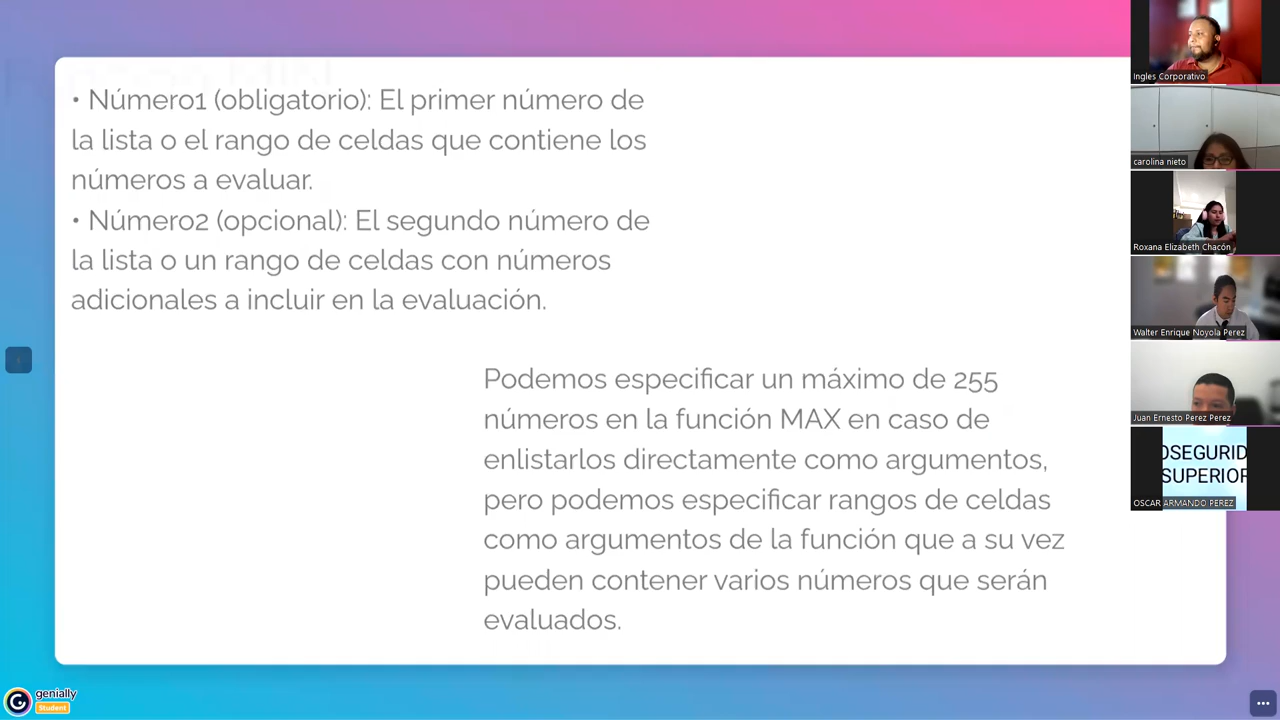 • Número1 (obligatorio): El primer número de
la lista o el rango de celdas que contiene los
números a evaluar.
• Número2 (opcional): El segundo número de
la lista o un rango de celdas con números
adicionales a incluir en la evaluación.
Podemos especificar un máximo de 255
números en la función MAX en caso de
enlistarlos directamente como argumentos,
pero podemos especificar rangos de celdas
como argumentos de la función que a su vez
pueden contener varios números que serán
evaluados.
Ingles Corporativo
carolina nieto
Roxana Elizabeth Chacón
Walter Enrique Noyola Perez
Juan Ernesto Perez Perez
OSEGURID
SUPERIOR
OSCAR ARMANDO PEREZ
genially
Student